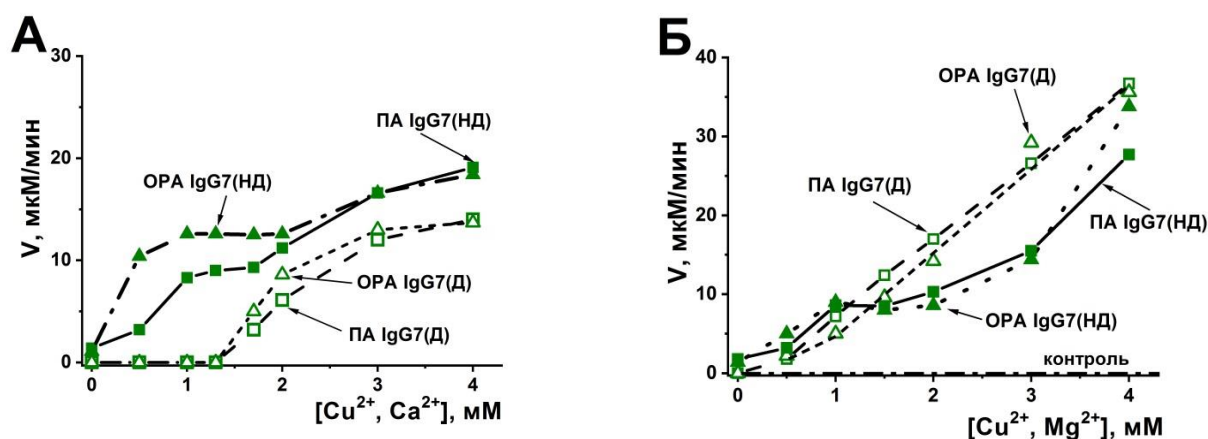 А
30
20
10
0
V, мкМ/мин
ПА IgG7(НД)
ОРА IgG7(НД)
ОРА IgG7(Д)
ПА IgG7(Д)
0 1 2 3 4
[Cu²⁺, Ca²⁺], мМ
Б
40
30
20
10
0
V, мкМ/мин
ОРА IgG7(Д)
ПА IgG7(Д)
ПА IgG7(НД)
ОРА IgG7(НД)
контроль
0 1 2 3 4
[Cu²⁺, Mg²⁺], мМ